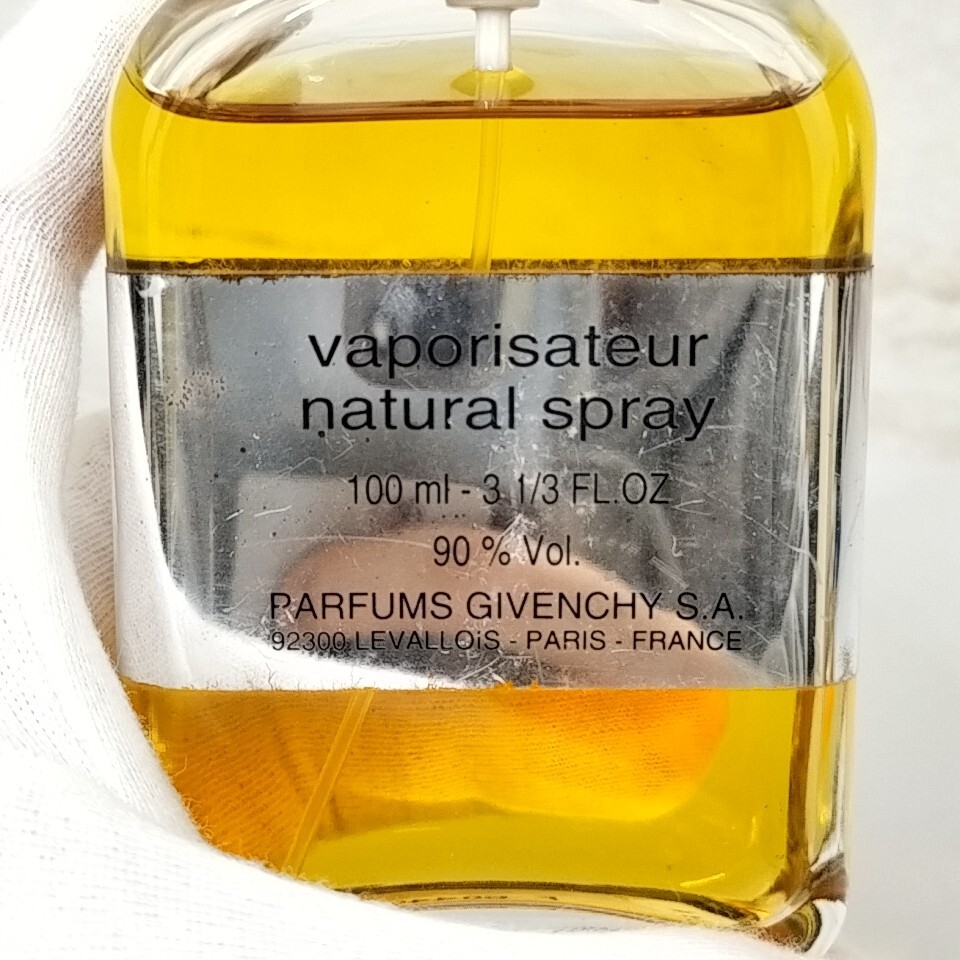 vaporisateur
natural spray
100 ml - 3 1/3 FL.OZ
90 % Vol.
PARFUMS GIVENCHY S.A.
92300 LEVALLOiS - PARIS - FRANCE